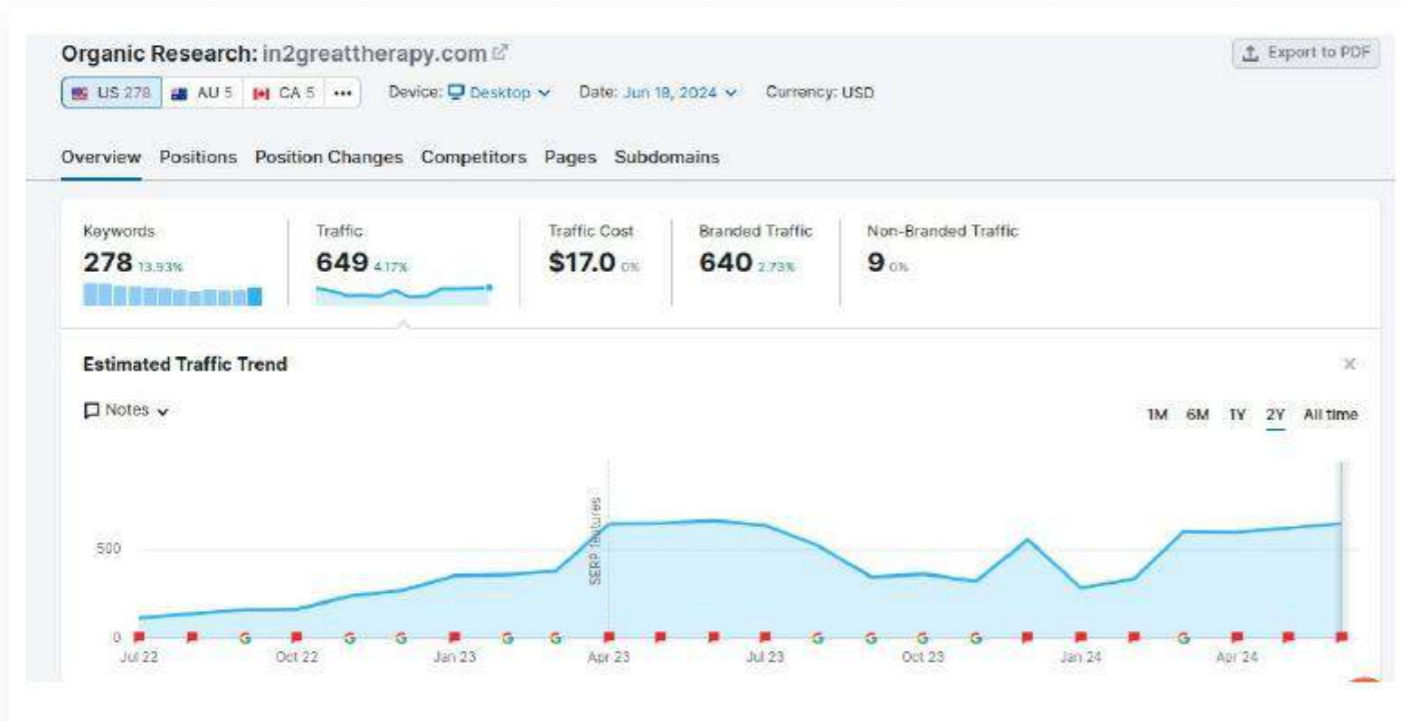 Organic Research: in2greattherapy.com
Export to PDF
US 278 AU 5 CA 5 ••• Device: Desktop Date: Jun 18, 2024 Currency: USD
Overview Positions Position Changes Competitors Pages Subdomains
Keywords Traffic Traffic Cost Branded Traffic Non-Branded Traffic
278 13.93% 649 4.17% $17.0 0% 640 2.73% 9 0%
Estimated Traffic Trend
Notes
1M 6M 1Y 2Y All time
SERP features
500
0
Jul 22 Oct 22 Jan 23 Apr 23 Jul 23 Oct 23 Jan 24 Apr 24